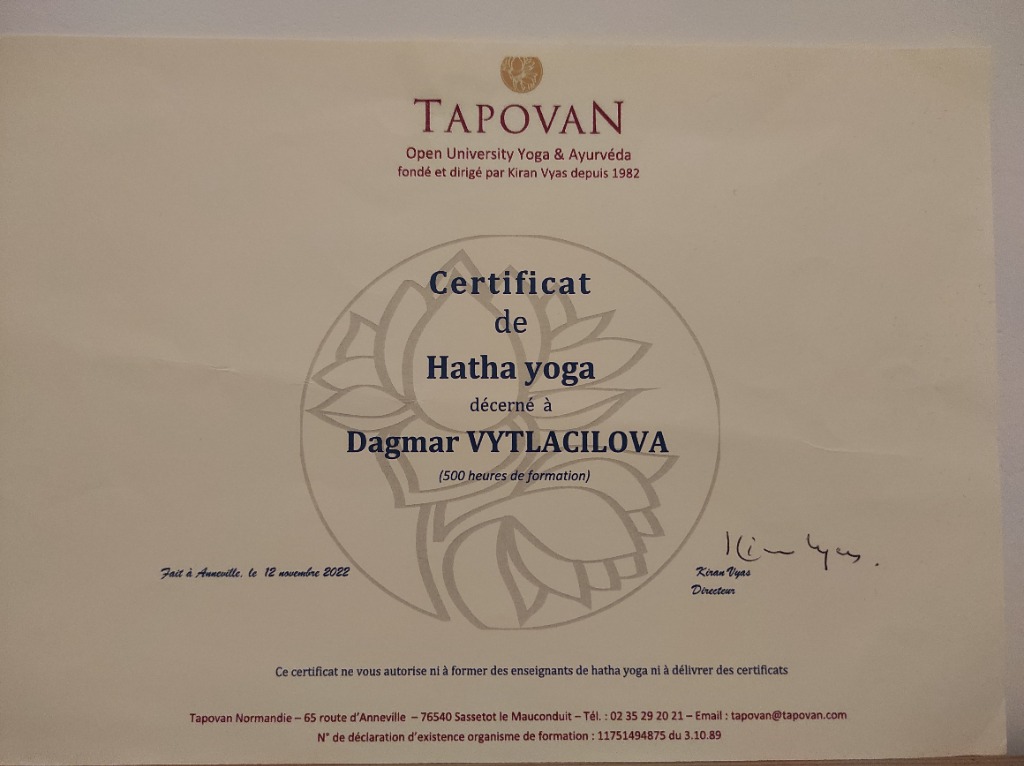 TAPOVAN
Open University Yoga & Ayurvéda
fondé et dirigé par Kiran Vyas depuis 1982
Certificat
de
Hatha yoga
décerné à
Dagmar VYTLACILOVA
(500 heures de formation)
Fait à Anneville, le 12 novembre 2022
Kiran Vyas.
Kiran Vyas
Directeur
Ce certificat ne vous autorise ni à former des enseignants de hatha yoga ni à délivrer des certificats
Tapovan Normandie – 65 route d'Anneville – 76540 Sassetot le Mauconduit – Tél. : 02 35 29 20 21 – Email : tapovan@tapovan.com
N° de déclaration d'existence organisme de formation : 11751494875 du 3.10.89